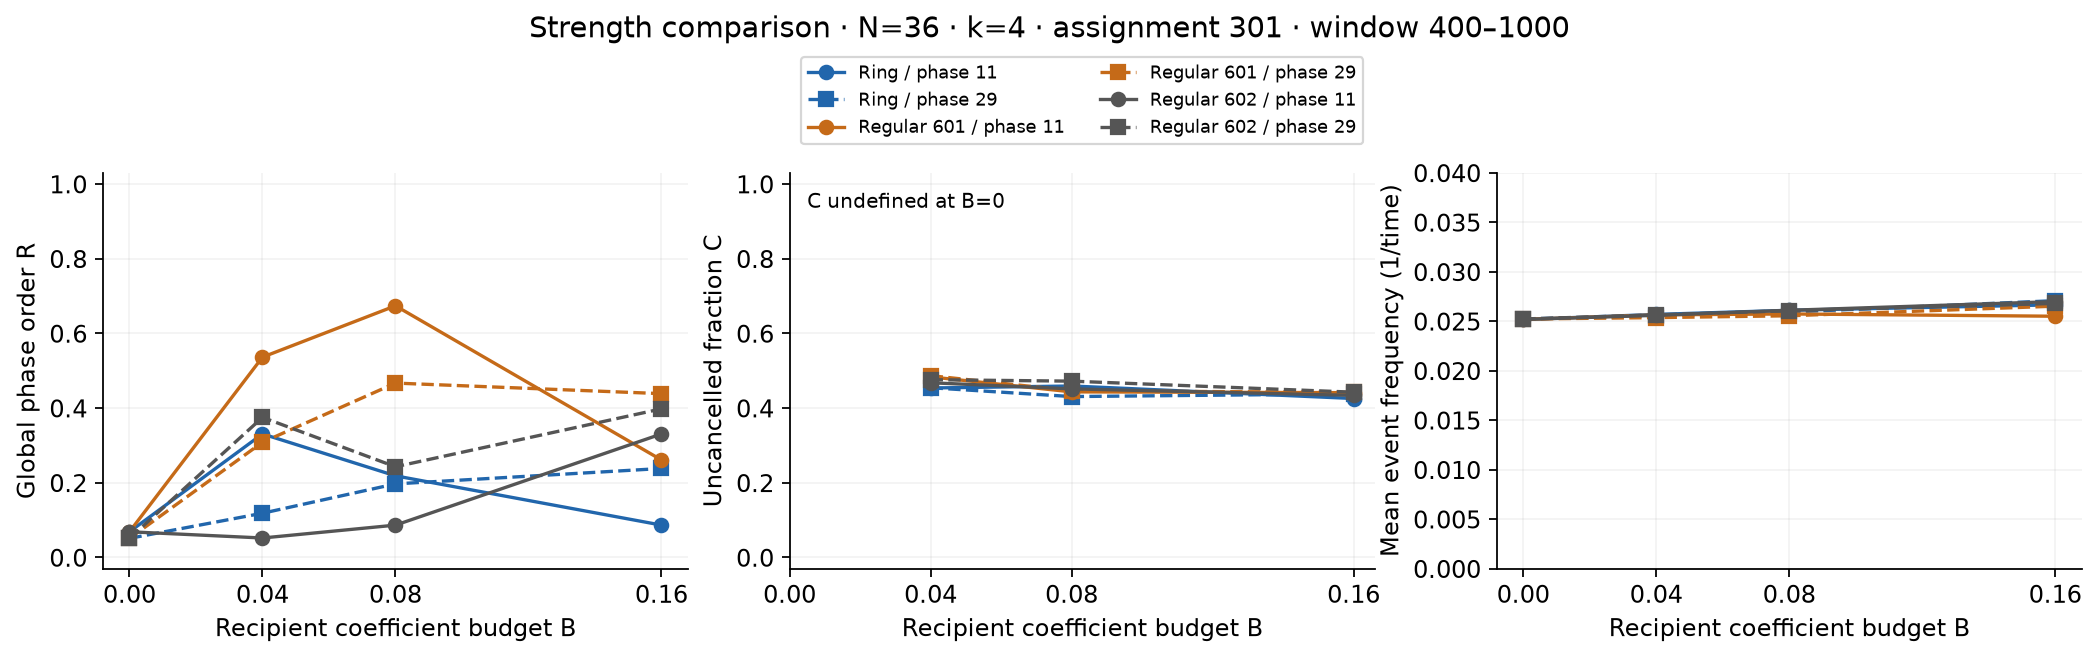 Strength comparison · N=36 · k=4 · assignment 301 · window 400–1000
Ring / phase 11
Ring / phase 29
Regular 601 / phase 11
Regular 601 / phase 29
Regular 602 / phase 11
Regular 602 / phase 29
Global phase order R
1.0
0.8
0.6
0.4
0.2
0.0
0.00 0.04 0.08 0.16
Recipient coefficient budget B
Uncancelled fraction C
C undefined at B=0
1.0
0.8
0.6
0.4
0.2
0.0
0.00 0.04 0.08 0.16
Recipient coefficient budget B
Mean event frequency (1/time)
0.040
0.035
0.030
0.025
0.020
0.015
0.010
0.005
0.000
0.00 0.04 0.08 0.16
Recipient coefficient budget B